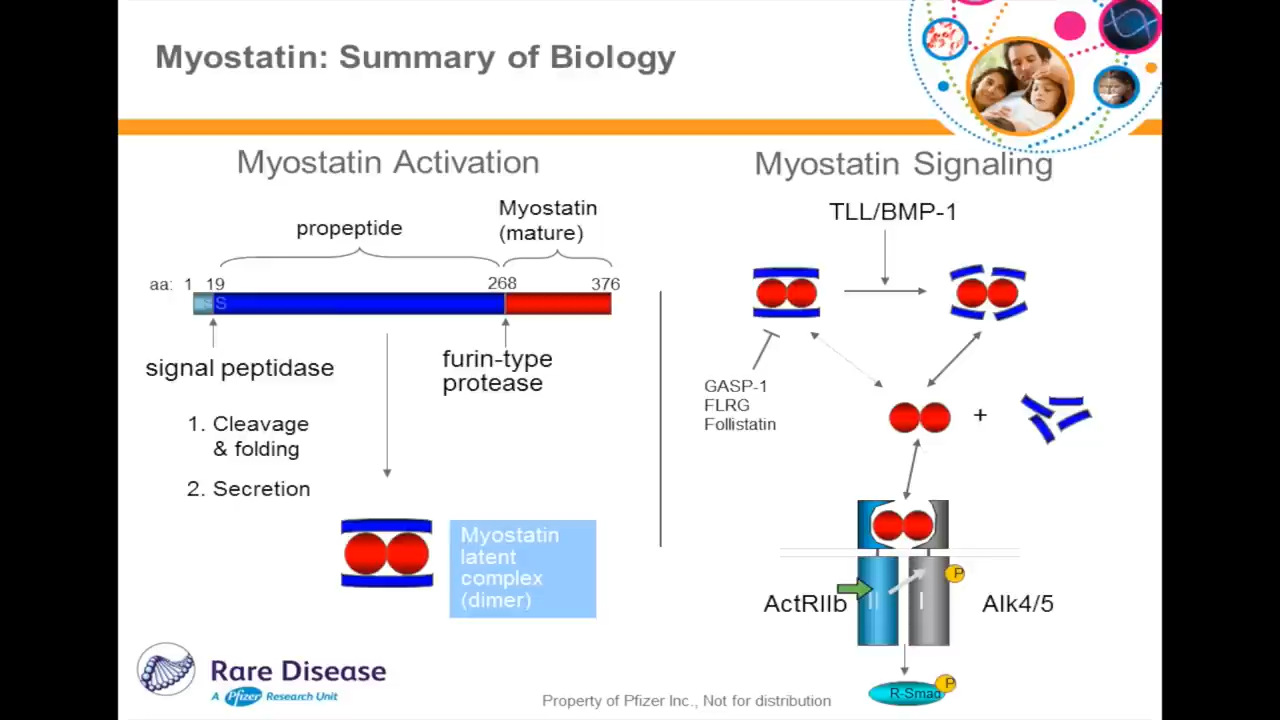 Myostatin: Summary of Biology
Myostatin Activation
propeptide
Myostatin
(mature)
aa: 1 19 268 376
SS
signal peptidase
furin-type
protease
1. Cleavage
& folding
2. Secretion
Myostatin
latent
complex
(dimer)
Myostatin Signaling
TLL/BMP-1
GASP-1
FLRG
Follistatin
+
ActRIIb
II
I
P
Alk4/5
R-Smad
P
Rare Disease
A Pfizer Research Unit
Property of Pfizer Inc., Not for distribution